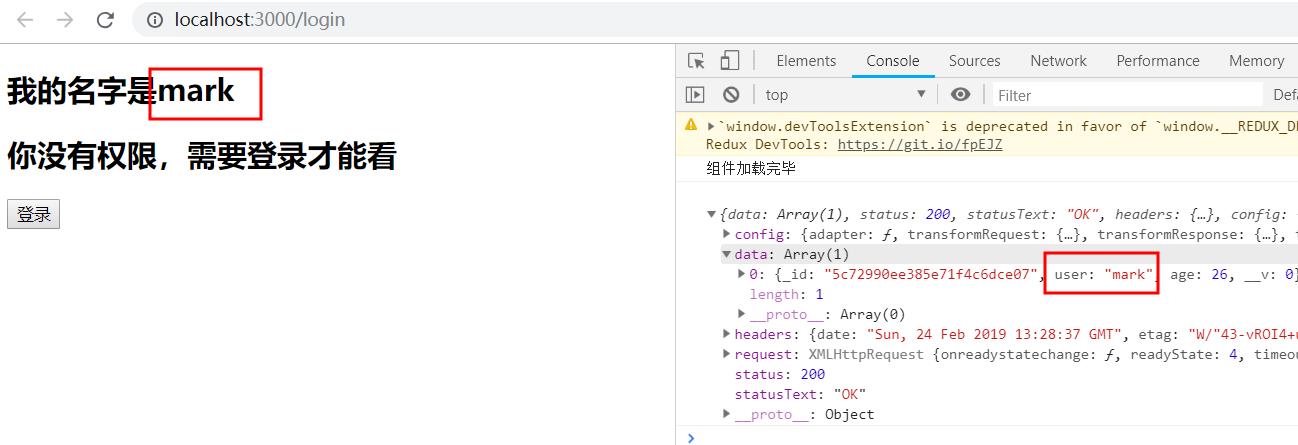 localhost:3000/login
我的名字是mark
你没有权限，需要登录才能看
登录
Elements Console Sources Network Performance Memory
top Filter Defa
`window.devToolsExtension` is deprecated in favor of `window.__REDUX_DE
Redux DevTools: https://git.io/fpEJZ
组件加载完毕
{data: Array(1), status: 200, statusText: "OK", headers: {…}, config:
config: {adapter: ƒ, transformRequest: {…}, transformResponse: {…}, t
data: Array(1)
0: {_id: "5c72990ee385e71f4c6dce07", user: "mark", age: 26, __v: 0}
length: 1
__proto__: Array(0)
headers: {date: "Sun, 24 Feb 2019 13:28:37 GMT", etag: "W/"43-vROI4+u
request: XMLHttpRequest {onreadystatechange: ƒ, readyState: 4, timeou
status: 200
statusText: "OK"
__proto__: Object